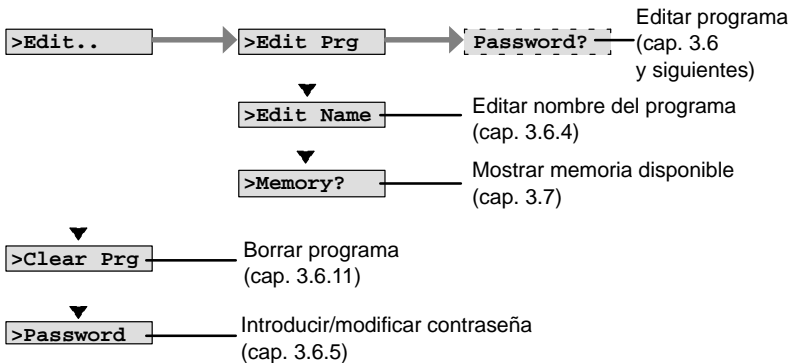 Editar programa
>Edit..
>Edit Prg
Password?
(cap. 3.6
y siguientes)
>Edit Name
Editar nombre del programa
(cap. 3.6.4)
>Memory?
Mostrar memoria disponible
(cap. 3.7)
>Clear Prg
Borrar programa
(cap. 3.6.11)
>Password
Introducir/modificar contraseña
(cap. 3.6.5)